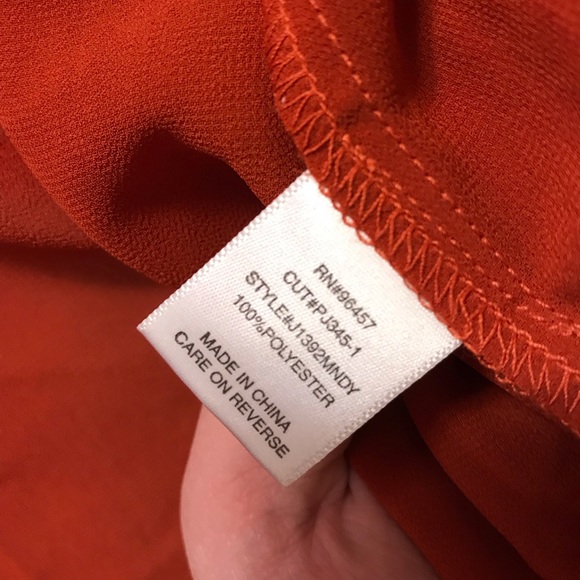 RN#96457
CUT#PJ345-1
STYLE#J1392MNDY
100%POLYESTER
MADE IN CHINA
CARE ON REVERSE